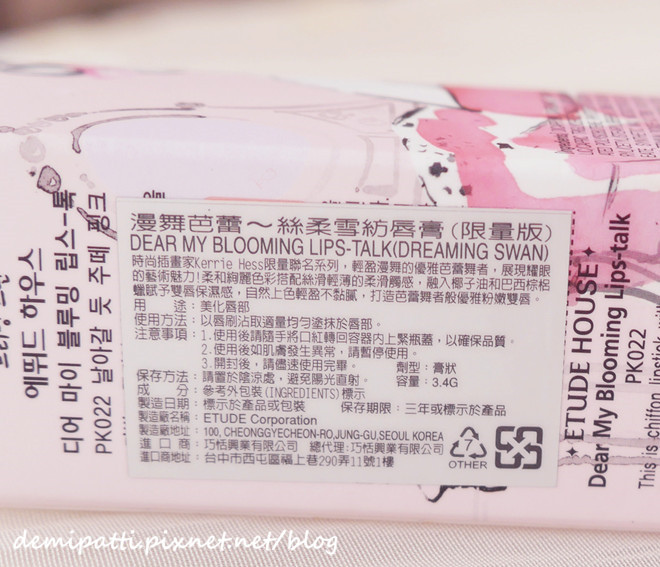 漫舞芭蕾～絲柔雪紡唇膏(限量版)
DEAR MY BLOOMING LIPS-TALK(DREAMING SWAN)
時尚插畫家Kerrie Hess限量聯名系列，輕盈漫舞的優雅芭蕾舞者，展現耀眼
的藝術魅力!柔和絢麗色彩搭配絲滑輕薄的柔滑觸感，融入椰子油和巴西棕梠
蠟賦予雙唇保濕感，自然上色輕盈不黏膩，打造芭蕾舞者般優雅粉嫩雙唇。
用 途：美化唇部
使用方法：以唇刷沾取適量均勻塗抹於唇部。
注意事項：1.使用後請隨手將口紅轉回容器內上緊瓶蓋，以確保品質。
2.使用後如肌膚發生異常，請暫停使用。
3.開封後，請儘速使用完畢。 劑型：膏狀
保存方法：請置於陰涼處，避免陽光直射。 容量：3.4G
成 分：參考外包裝(INGREDIENTS)標示
製造日期：標示於產品或包裝 保存期限：三年或標示於產品
製造廠名稱：ETUDE Corporation
製造廠地址：100, CHEONGGYECHEON-RO,JUNG-GU,SEOUL KOREA
進 口 商：巧恬興業有限公司 總代理:巧恬興業有限公司
進口商地址：台中市西屯區福上巷290弄11號1樓
7
OTHER
에뛰드 하우스
디어 마이 블루밍 립스-톡
PK022 날아갈 듯 주떼 핑크
ETUDE HOUSE
Dear My Blooming Lips-talk
PK022
This is chiffon lipstick
demipatti.pixnet.net/blog